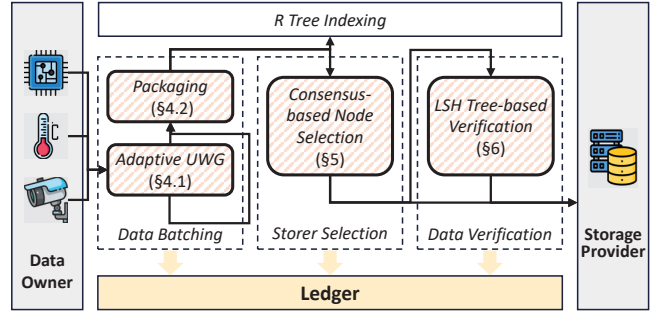 R Tree Indexing
C
Packaging
(§4.2)
Adaptive UWG
(§4.1)
Data Batching
Consensus-
based Node
Selection
(§5)
Storer Selection
LSH Tree-based
Verification
(§6)
Data Verification
Data
Owner
Storage
Provider
Ledger